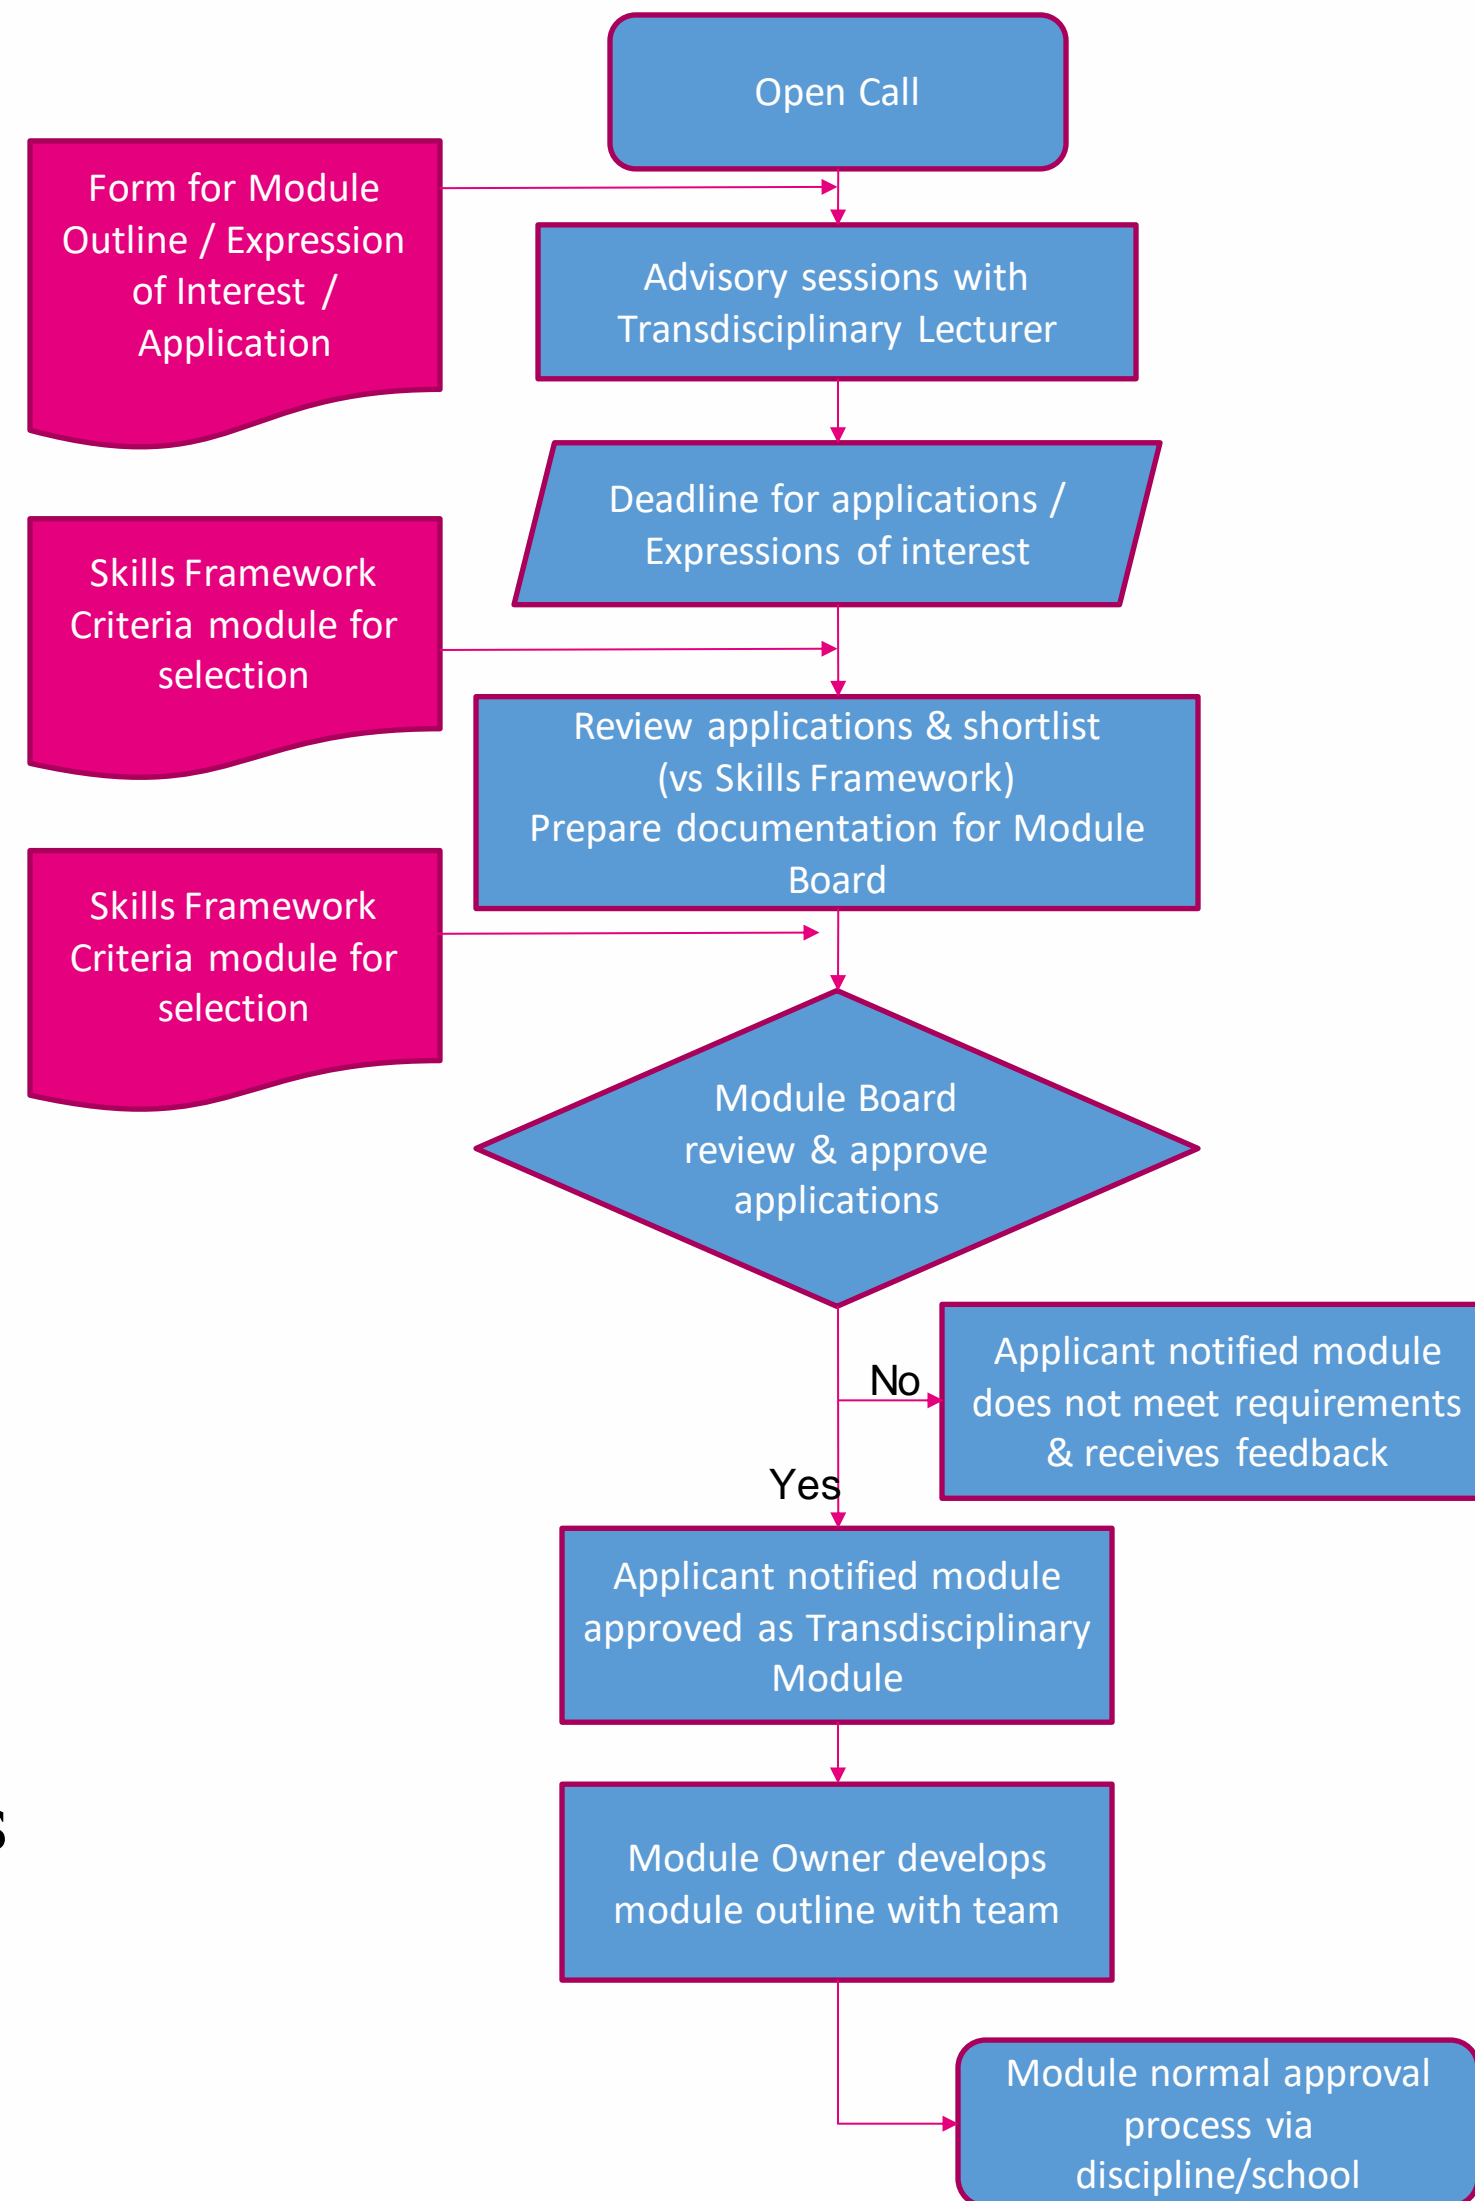 Open Call
Form for Module
Outline / Expression
of Interest /
Application
Advisory sessions with
Transdisciplinary Lecturer
Deadline for applications /
Expressions of interest
Skills Framework
Criteria module for
selection
Review applications & shortlist
(vs Skills Framework)
Prepare documentation for Module
Board
Skills Framework
Criteria module for
selection
Module Board
review & approve
applications
No
Applicant notified module
does not meet requirements
& receives feedback
Yes
Applicant notified module
approved as Transdisciplinary
Module
s
Module Owner develops
module outline with team
Module normal approval
process via
discipline/school